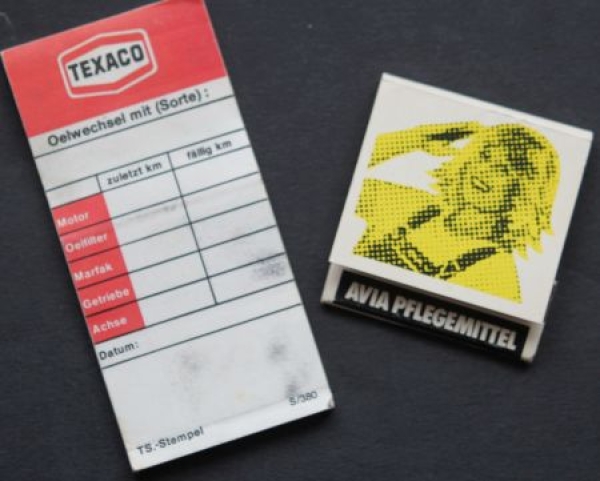 TEXACO
Oelwechsel mit (Sorte) :
zuletzt km
fällig km
Motor
Oelfilter
Marfak
Getriebe
Achse
Datum:
TS.-Stempel
S/380
AVIA PFLEGEMITTEL